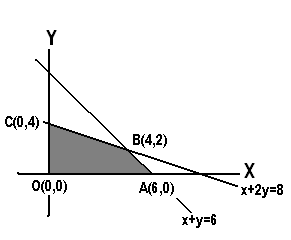 Y
C(0,4)
B(4,2)
X
O(0,0)
A(6,0)
x+2y=8
x+y=6